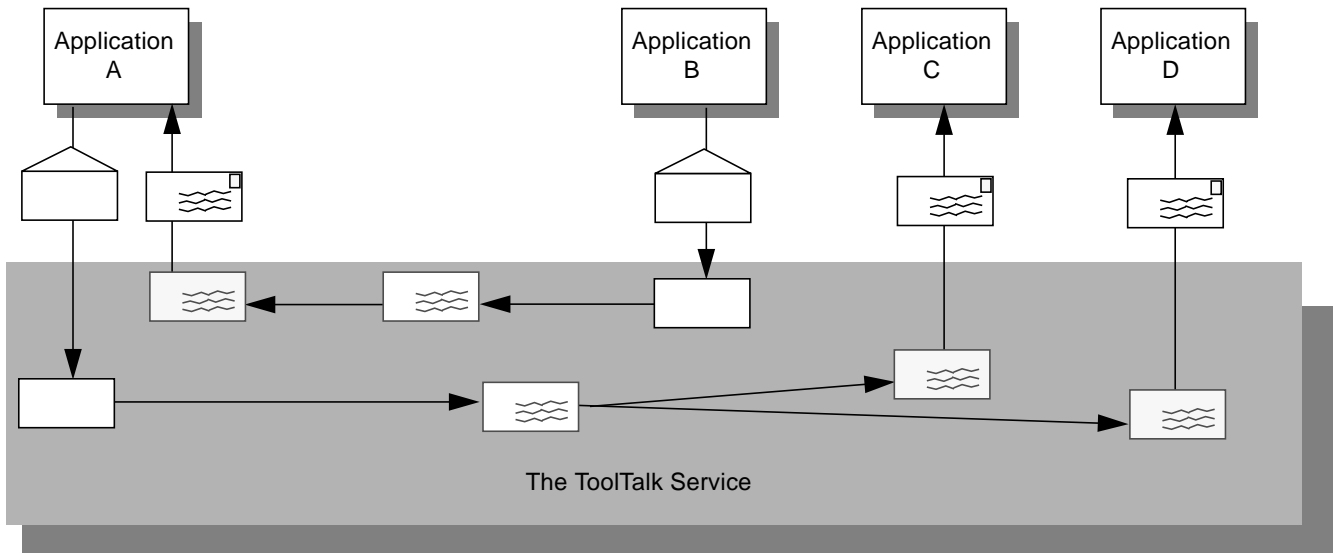 Application
A
Application
B
Application
C
Application
D
The ToolTalk Service